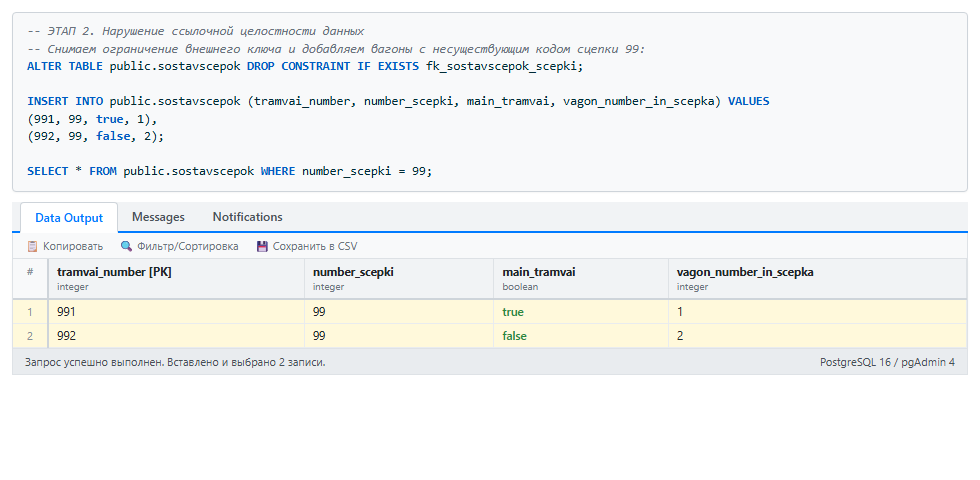 -- ЭТАП 2. Нарушение ссылочной целостности данных
-- Снимаем ограничение внешнего ключа и добавляем вагоны с несуществующим кодом сцепки 99:
ALTER TABLE public.sostavscepok DROP CONSTRAINT IF EXISTS fk_sostavscepok_scepki;
INSERT INTO public.sostavscepok (tramvai_number, number_scepki, main_tramvai, vagon_number_in_scepka) VALUES
(991, 99, true, 1),
(992, 99, false, 2);
SELECT * FROM public.sostavscepok WHERE number_scepki = 99;
Data Output Messages Notifications
Копировать Фильтр/Сортировка Сохранить в CSV
# tramvai_number [PK] number_scepki main_tramvai vagon_number_in_scepka
integer integer boolean integer
1 991 99 true 1
2 992 99 false 2
Запрос успешно выполнен. Вставлено и выбрано 2 записи. PostgreSQL 16 / pgAdmin 4